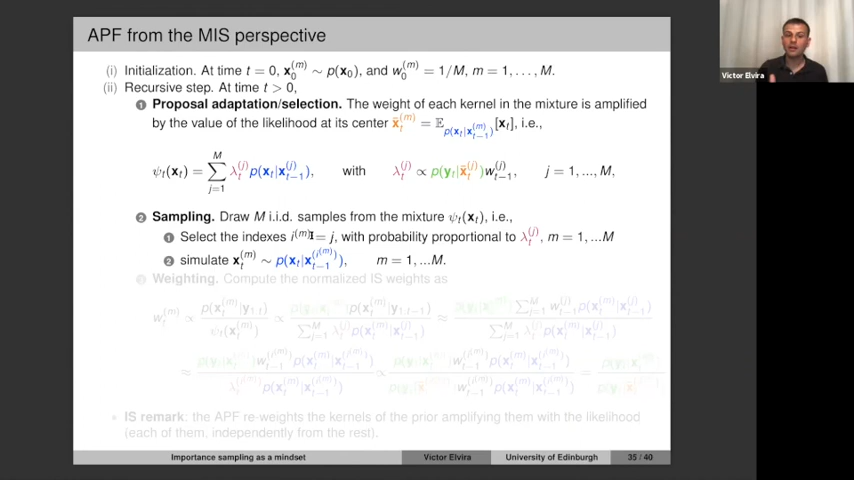 APF from the MIS perspective
(i) Initialization. At time t = 0, x_0^{(m)} ∼ p(x_0), and w_0^{(m)} = 1/M, m = 1, . . . , M.
(ii) Recursive step. At time t > 0,
1 Proposal adaptation/selection. The weight of each kernel in the mixture is amplified
by the value of the likelihood at its center x̄_t^{(m)} = 𝔼_{p(x_t|x_{t−1}^{(m)})}[x_t], i.e.,
ψ_t(x_t) = ∑_{j=1}^{M} λ_t^{(j)} p(x_t|x_{t−1}^{(j)}), with λ_t^{(j)} ∝ p(y_t|x̄_t^{(j)})w_{t−1}^{(j)}, j = 1, ..., M,
2 Sampling. Draw M i.i.d. samples from the mixture ψ_t(x_t), i.e.,
1 Select the indexes i^{(m)} = j, with probability proportional to λ_t^{(j)}, m = 1, ...M
2 simulate x_t^{(m)} ∼ p(x_t|x_{t−1}^{(i^{(m)})}), m = 1, ...M.
3 Weighting. Compute the normalized IS weights as
IS remark: the APF re-weights the kernels of the prior amplifying them with the likelihood
(each of them, independently from the rest).
Importance sampling as a mindset Victor Elvira University of Edinburgh 35 / 40
Victor Elvira